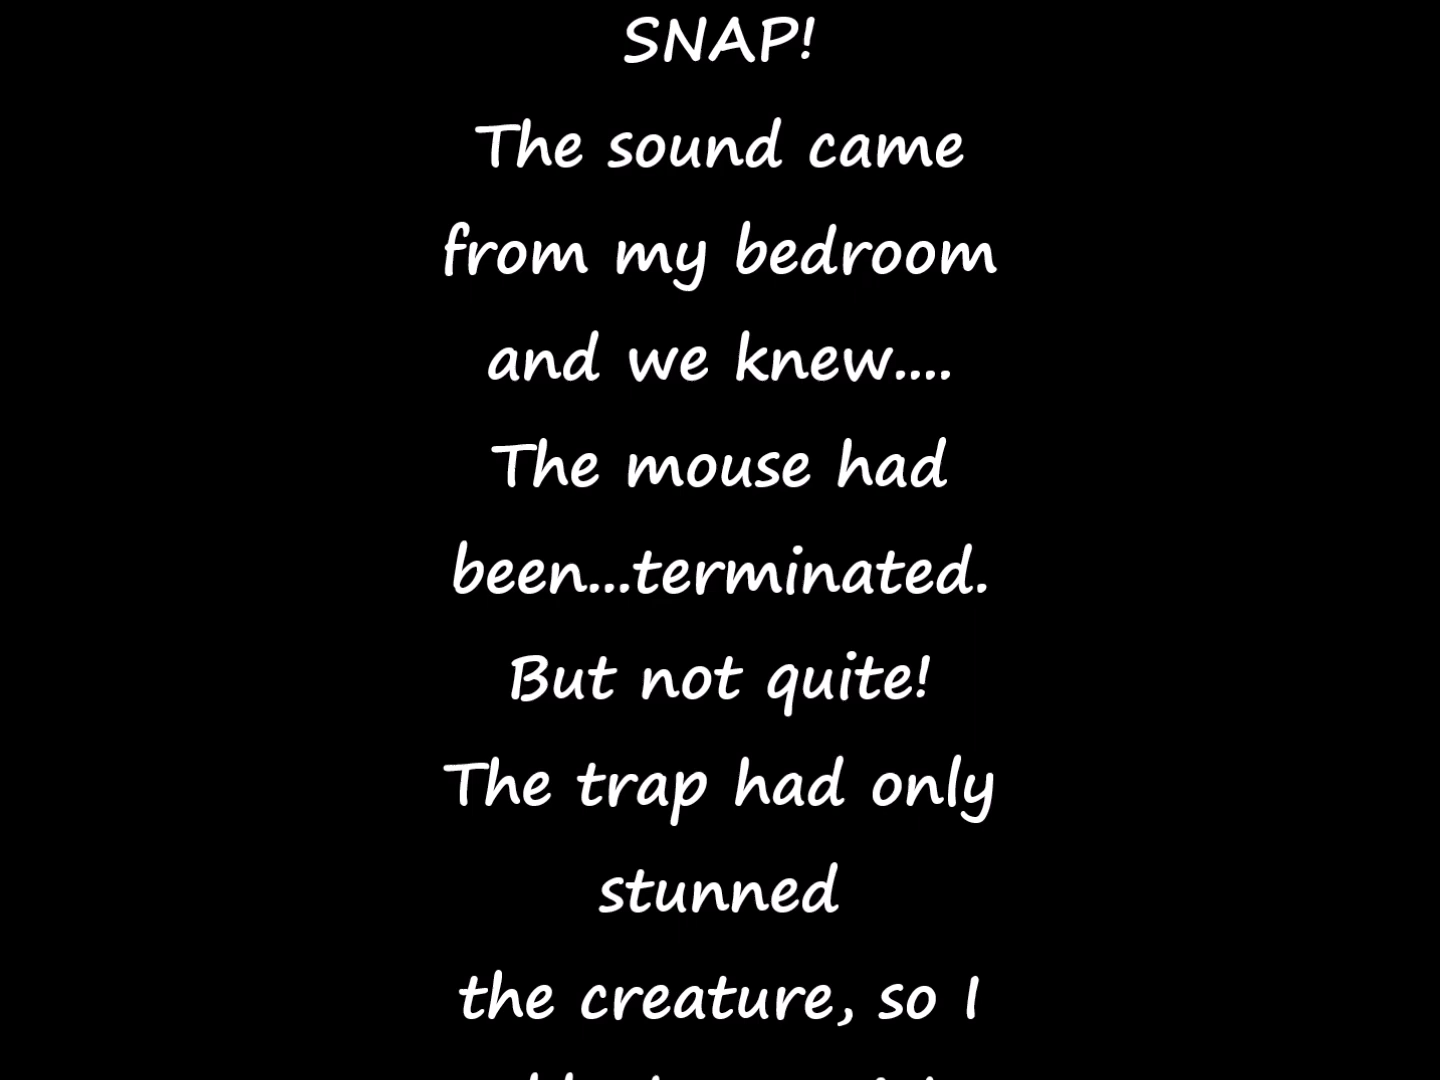 SNAP!
The sound came
from my bedroom
and we knew....
The mouse had
been...terminated.
But not quite!
The trap had only
stunned
the creature, so I